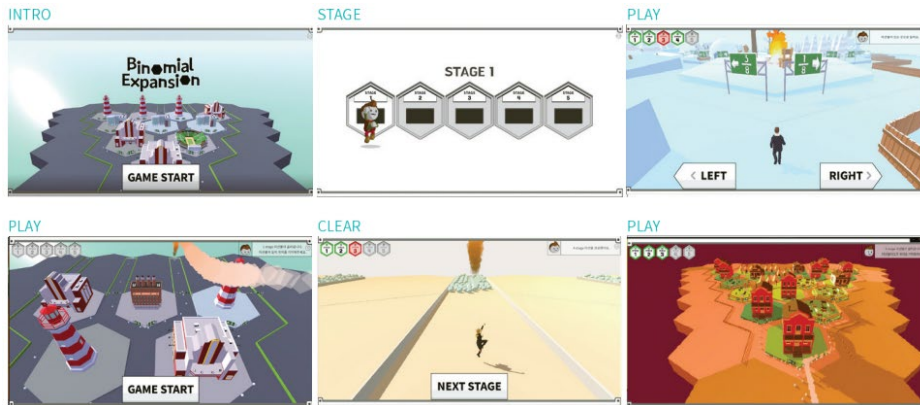 INTRO
STAGE
PLAY
Binomial
Expansion
GAME START
STAGE 1
STAGE
1
STAGE
2
STAGE
3
STAGE
4
STAGE
5
LEFT
RIGHT
PLAY
CLEAR
PLAY
GAME START
NEXT STAGE